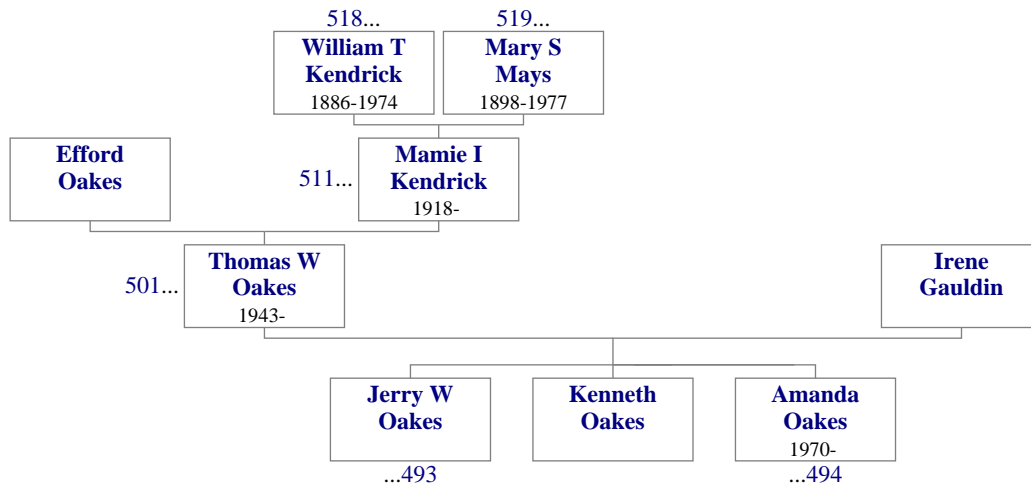 518...
519...
William T
Kendrick
1886-1974
Mary S
Mays
1898-1977
Efford
Oakes
511...
Mamie I
Kendrick
1918-
501...
Thomas W
Oakes
1943-
Irene
Gauldin
Jerry W
Oakes
Kenneth
Oakes
Amanda
Oakes
1970-
...493
...494